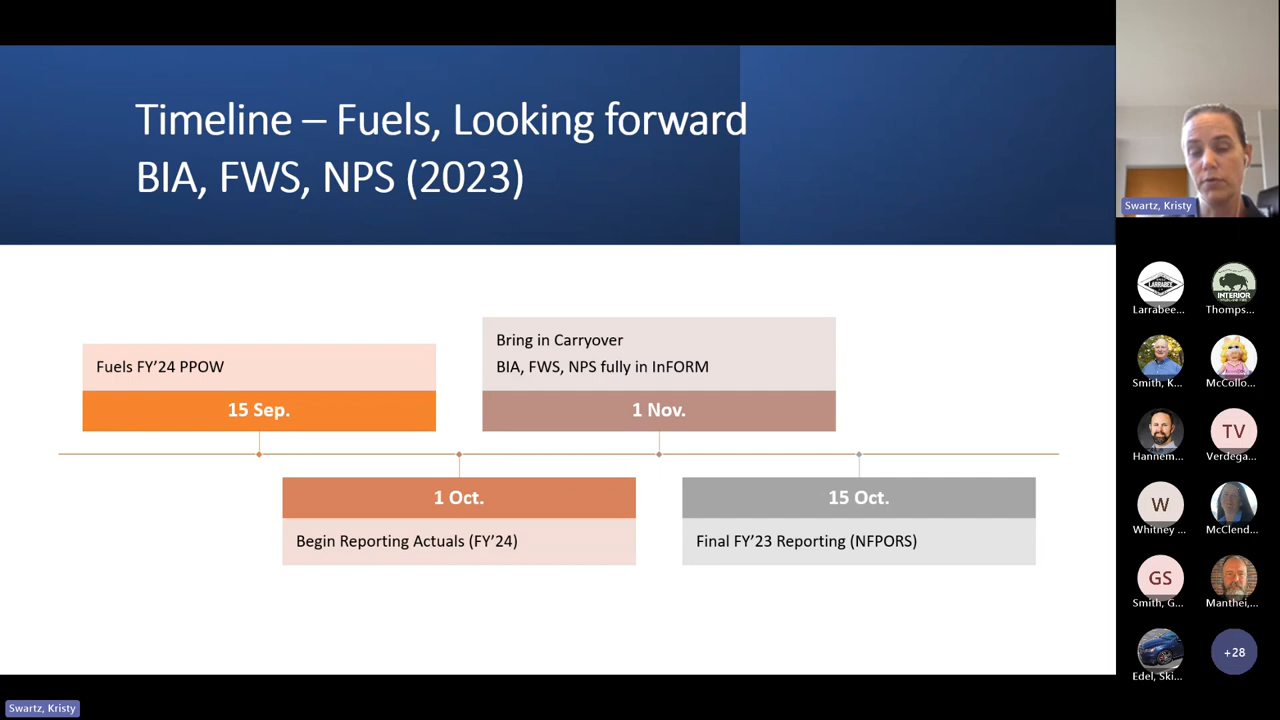 Timeline – Fuels, Looking forward
BIA, FWS, NPS (2023)
Fuels FY'24 PPOW
15 Sep.
Bring in Carryover
BIA, FWS, NPS fully in InFORM
1 Nov.
1 Oct.
Begin Reporting Actuals (FY'24)
15 Oct.
Final FY'23 Reporting (NFPORS)
Swartz, Kristy
LARRABEE
Larrabee...
INTERIOR
Thomps...
Smith, K...
McCollo...
Hannem...
TV
Verdega...
W
Whitney ...
McClend...
GS
Smith, G...
Manthei,...
Edel, Ski...
+28
Swartz, Kristy